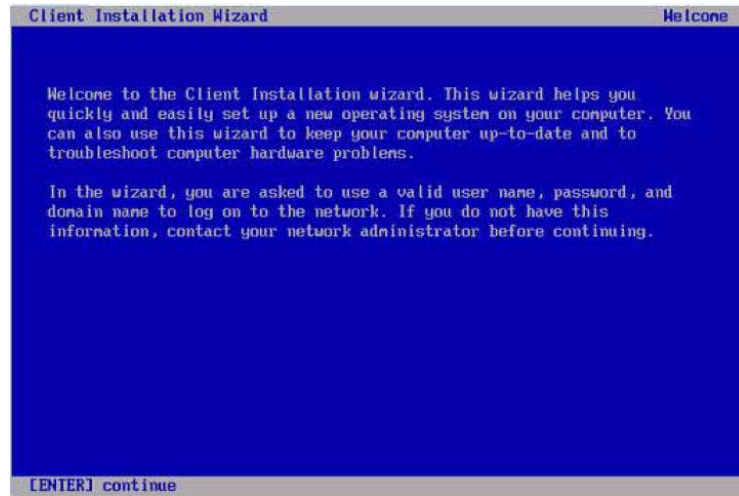 Client Installation Wizard Welcome
Welcome to the Client Installation wizard. This wizard helps you
quickly and easily set up a new operating system on your computer. You
can also use this wizard to keep your computer up-to-date and to
troubleshoot computer hardware problems.
In the wizard, you are asked to use a valid user name, password, and
domain name to log on to the network. If you do not have this
information, contact your network administrator before continuing.
[ENTER] continue